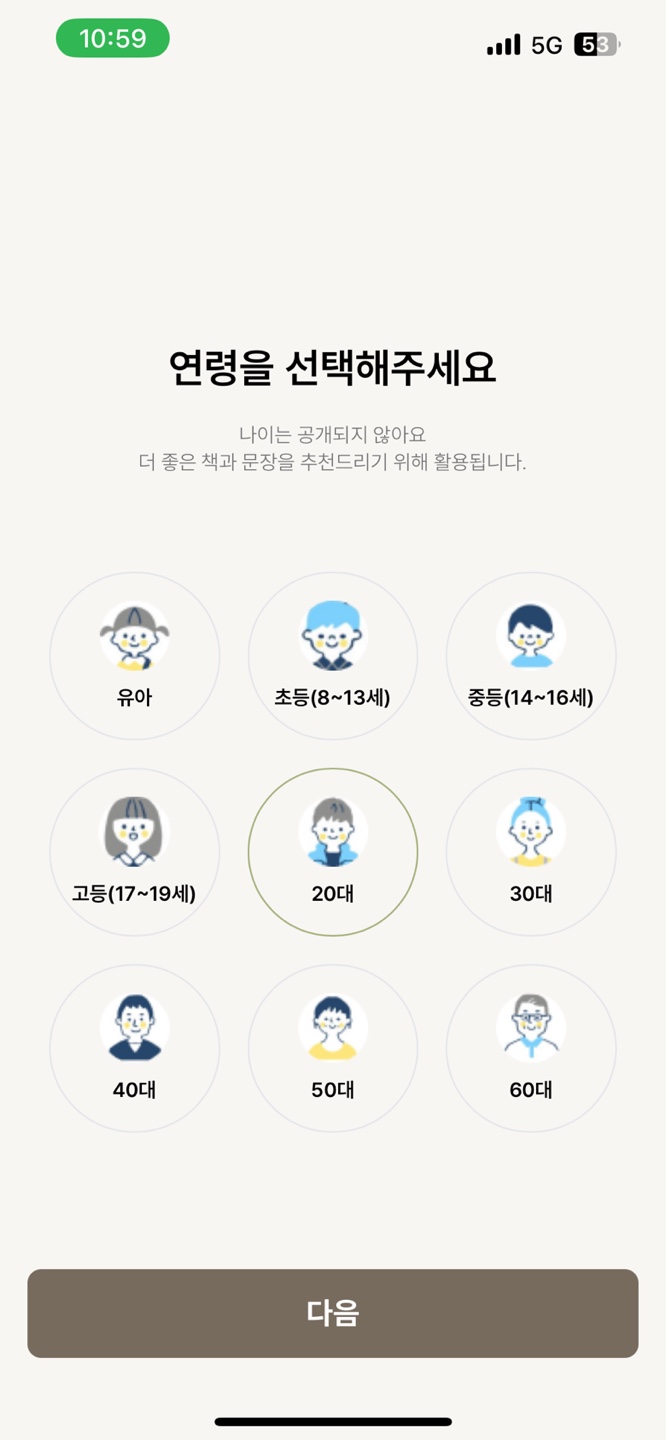 10:59
5G
53
연령을 선택해주세요
나이는 공개되지 않아요
더 좋은 책과 문장을 추천드리기 위해 활용됩니다.
유아
초등(8~13세)
중등(14~16세)
고등(17~19세)
20대
30대
40대
50대
60대
다음